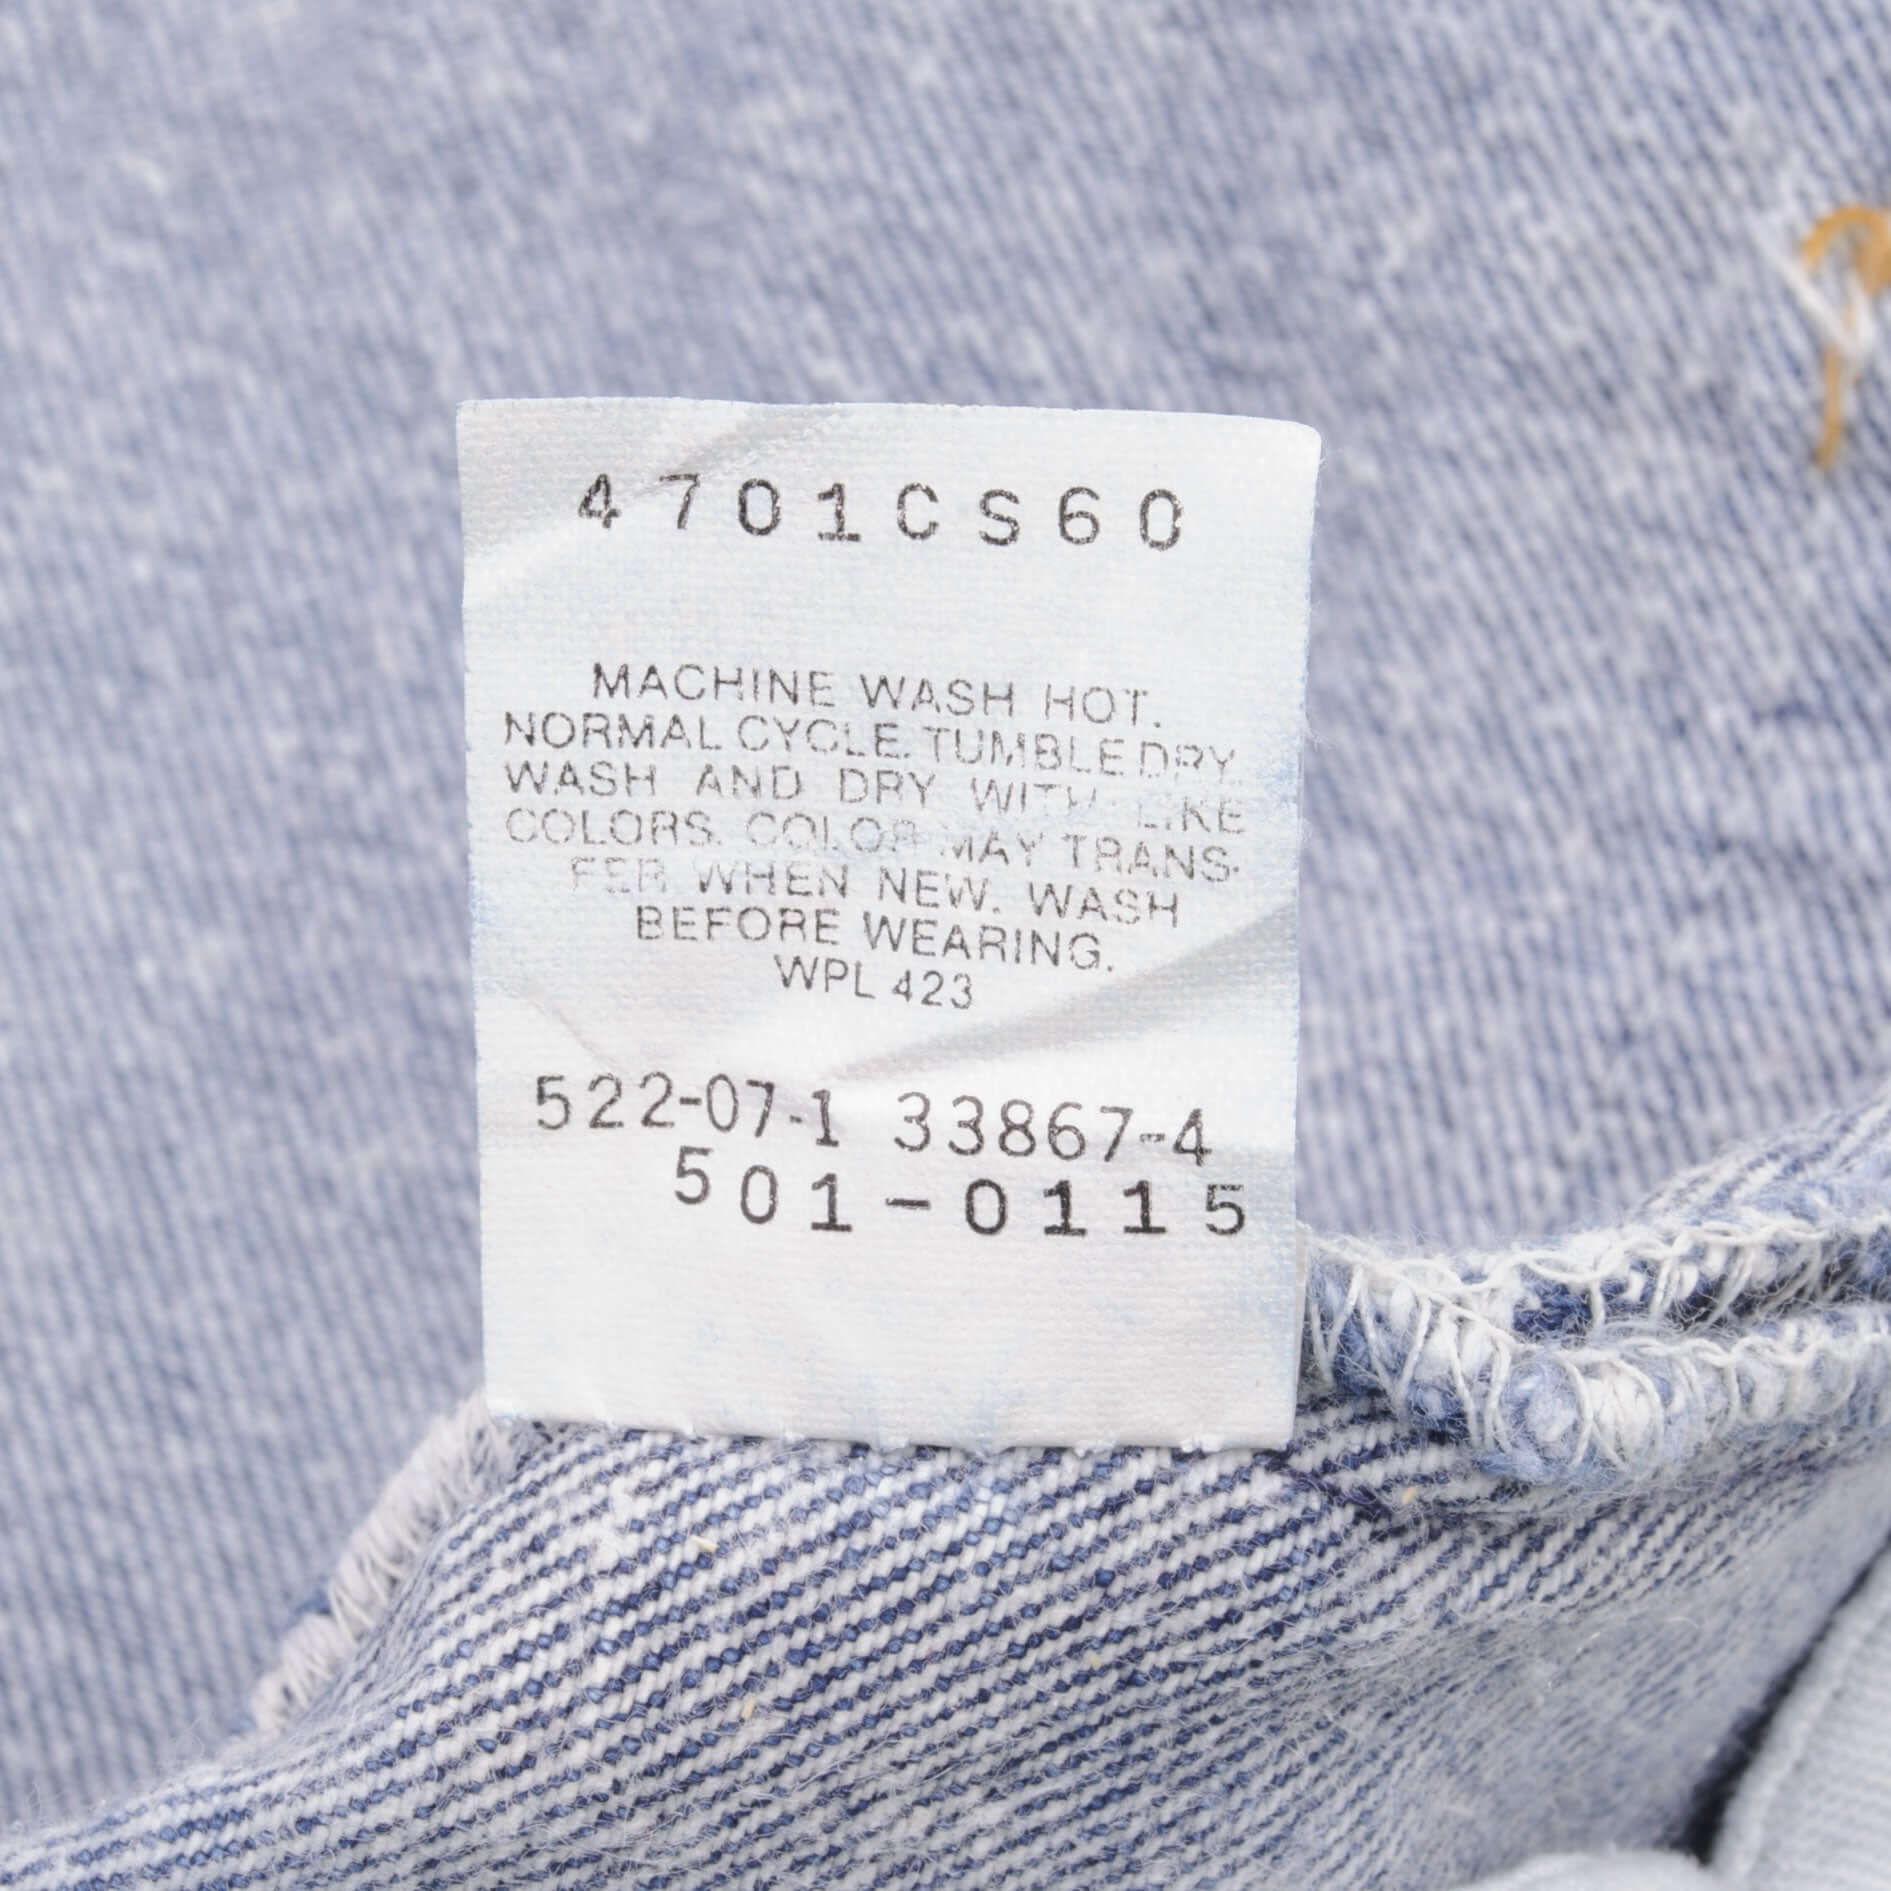 4701CS60
MACHINE WASH HOT.
NORMAL CYCLE. TUMBLE DRY.
WASH AND DRY WITH LIKE
COLORS. COLOR MAY TRANS-
FER WHEN NEW. WASH
BEFORE WEARING.
WPL 423
522-07-1 33867-4
501-0115